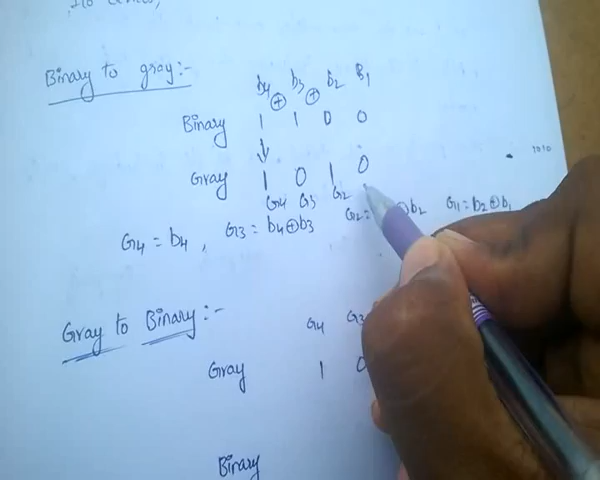 Binary to gray:-
b4 ⊕ b3 ⊕ b2 B1
Binary 1 1 0 0
Gray 1 0 1 0
1010
G4 G3 G2
G4 = b4 , G3 = b4⊕b3 G2= ⊕b2 G1 = b2⊕b1
Gray to Binary:-
G4 G3
Gray 1 0
Binary